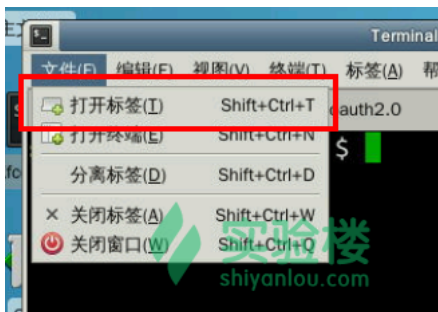 Terminal
文件(F) 编辑(E) 视图(V) 终端(T) 标签(A) 帮
打开标签(T) Shift+Ctrl+T
oauth2.0
打开终端(E) Shift+Ctrl+N
$
分离标签(D) Shift+Ctrl+D
关闭标签(A) Shift+Ctrl+W
关闭窗口(W) Shift+Ctrl+Q
实验楼
shiyanlou.com